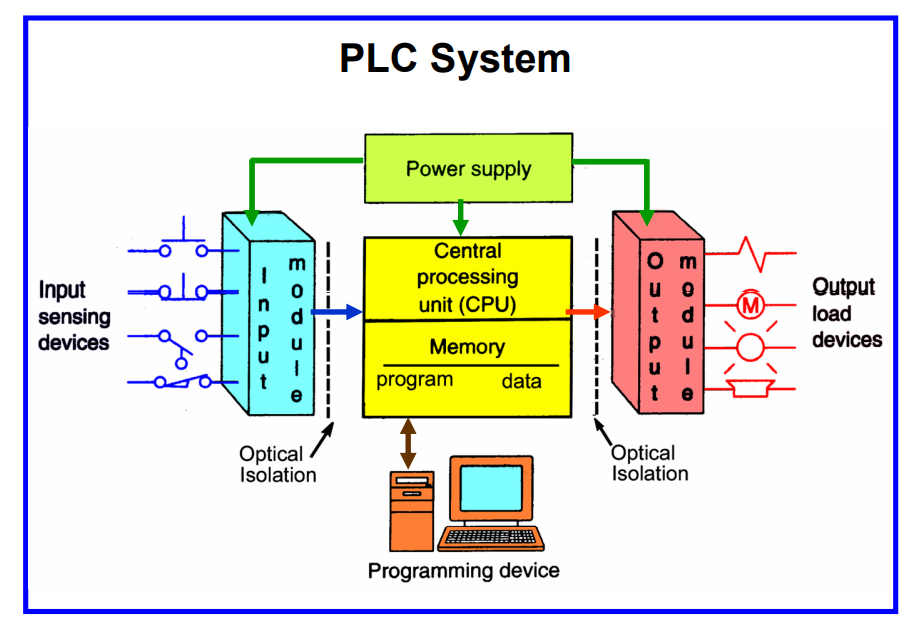 PLC System
Power supply
Central
processing
unit (CPU)
Memory
program data
Input
sensing
devices
Input
module
Output
module
Output
load
devices
M
Optical
Isolation
Optical
Isolation
Programming device